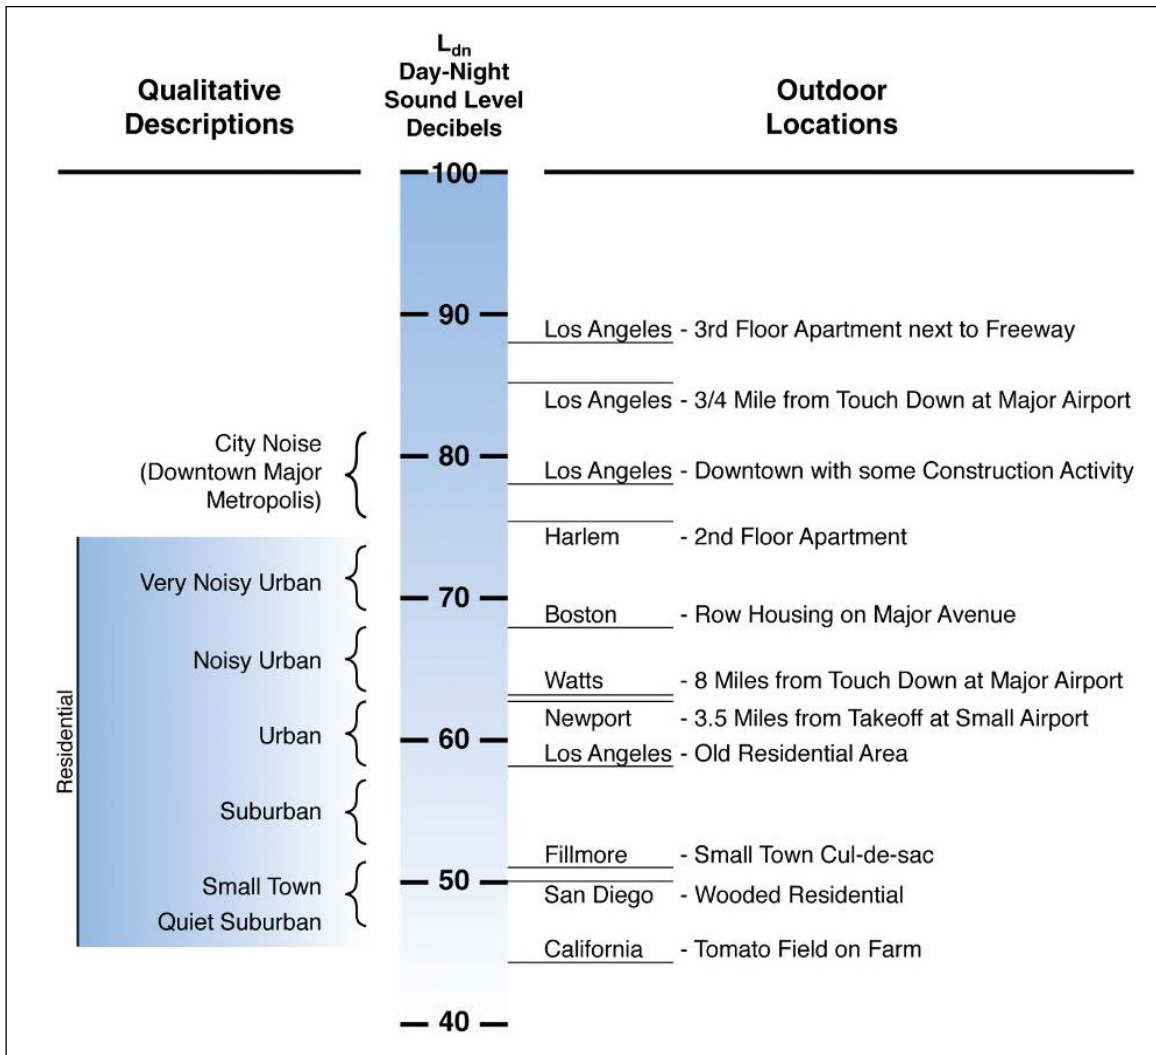 Qualitative
Descriptions
L_dn
Day-Night
Sound Level
Decibels
Outdoor
Locations
100
90
80
70
60
50
40
City Noise
(Downtown Major
Metropolis)
Residential
Very Noisy Urban
Noisy Urban
Urban
Suburban
Small Town
Quiet Suburban
Los Angeles - 3rd Floor Apartment next to Freeway
Los Angeles - 3/4 Mile from Touch Down at Major Airport
Los Angeles - Downtown with some Construction Activity
Harlem - 2nd Floor Apartment
Boston - Row Housing on Major Avenue
Watts - 8 Miles from Touch Down at Major Airport
Newport - 3.5 Miles from Takeoff at Small Airport
Los Angeles - Old Residential Area
Fillmore - Small Town Cul-de-sac
San Diego - Wooded Residential
California - Tomato Field on Farm